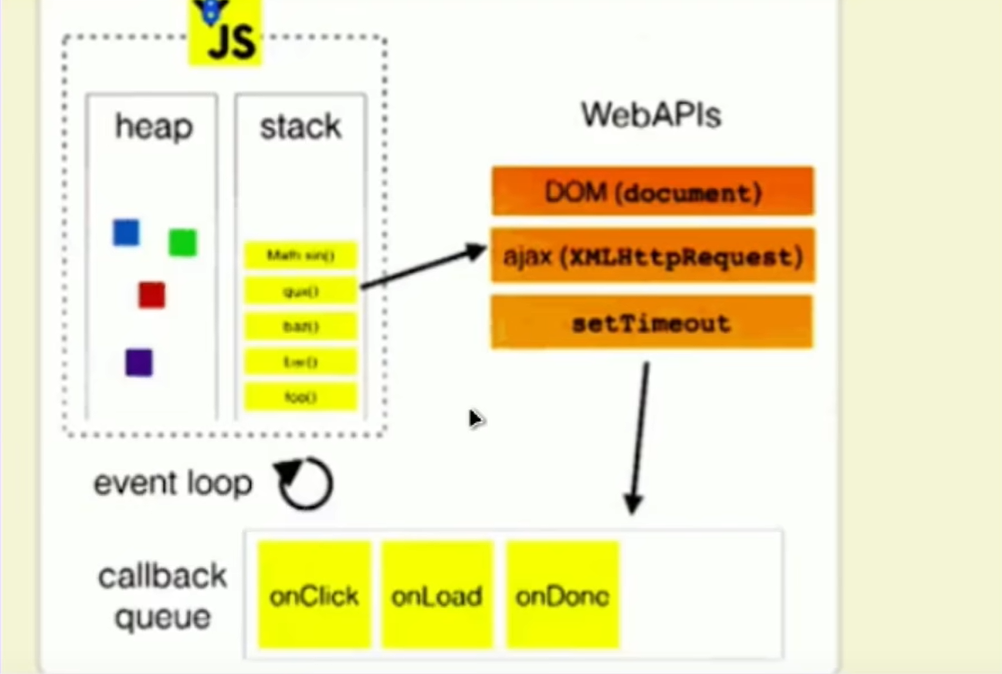 JS
heap
stack
WebAPIs
DOM (document)
ajax (XMLHttpRequest)
setTimeout
Math sin()
qux()
baz()
foo()
event loop
callback
queue
onClick
onLoad
onDone